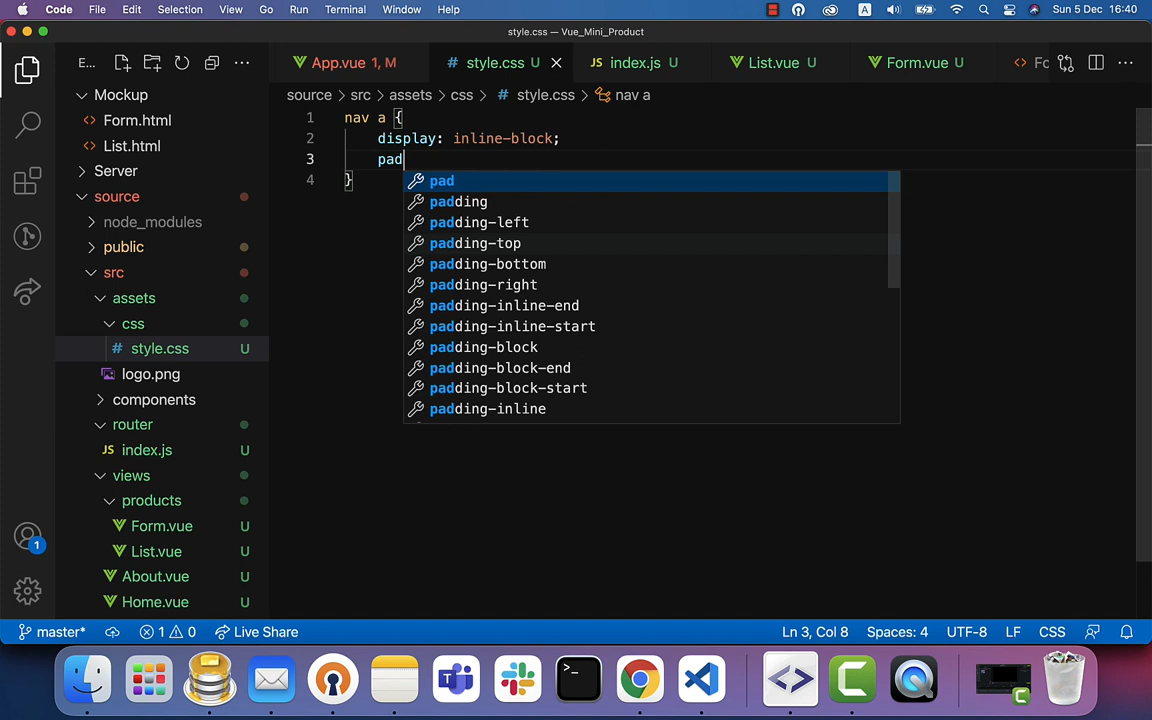 Code File Edit Selection View Go Run Terminal Window Help A Sun 5 Dec 16:40
style.css — Vue_Mini_Product
E... App.vue 1, M # style.css U JS index.js U List.vue U Form.vue U <> Fo
source > src > assets > css > # style.css > nav a
Mockup
<> Form.html
<> List.html
Server
source
node_modules
public
src
assets
css
# style.css U
logo.png
components
router
JS index.js U
views
products
Form.vue U
List.vue U
About.vue U
Home.vue U
1 nav a {
2 display: inline-block;
3 pad
4 }
pad
padding
padding-left
padding-top
padding-bottom
padding-right
padding-inline-end
padding-inline-start
padding-block
padding-block-end
padding-block-start
padding-inline
1
master* 1 0 Live Share Ln 3, Col 8 Spaces: 4 UTF-8 LF CSS